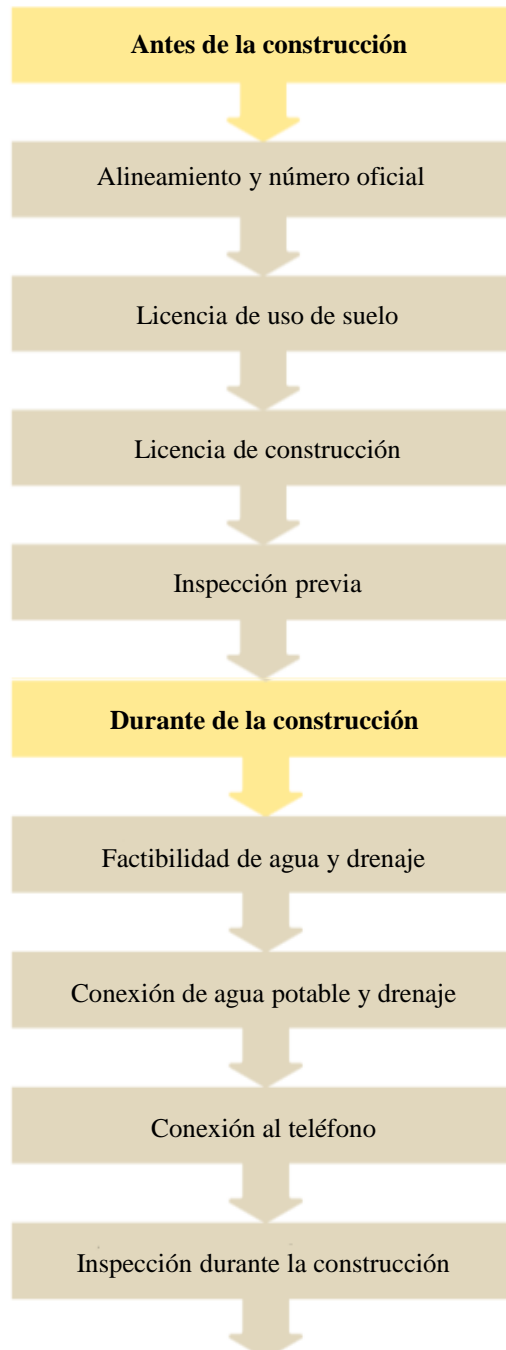 Antes de la construcción
Alineamiento y número oficial
Licencia de uso de suelo
Licencia de construcción
Inspección previa
Durante de la construcción
Factibilidad de agua y drenaje
Conexión de agua potable y drenaje
Conexión al teléfono
Inspección durante la construcción